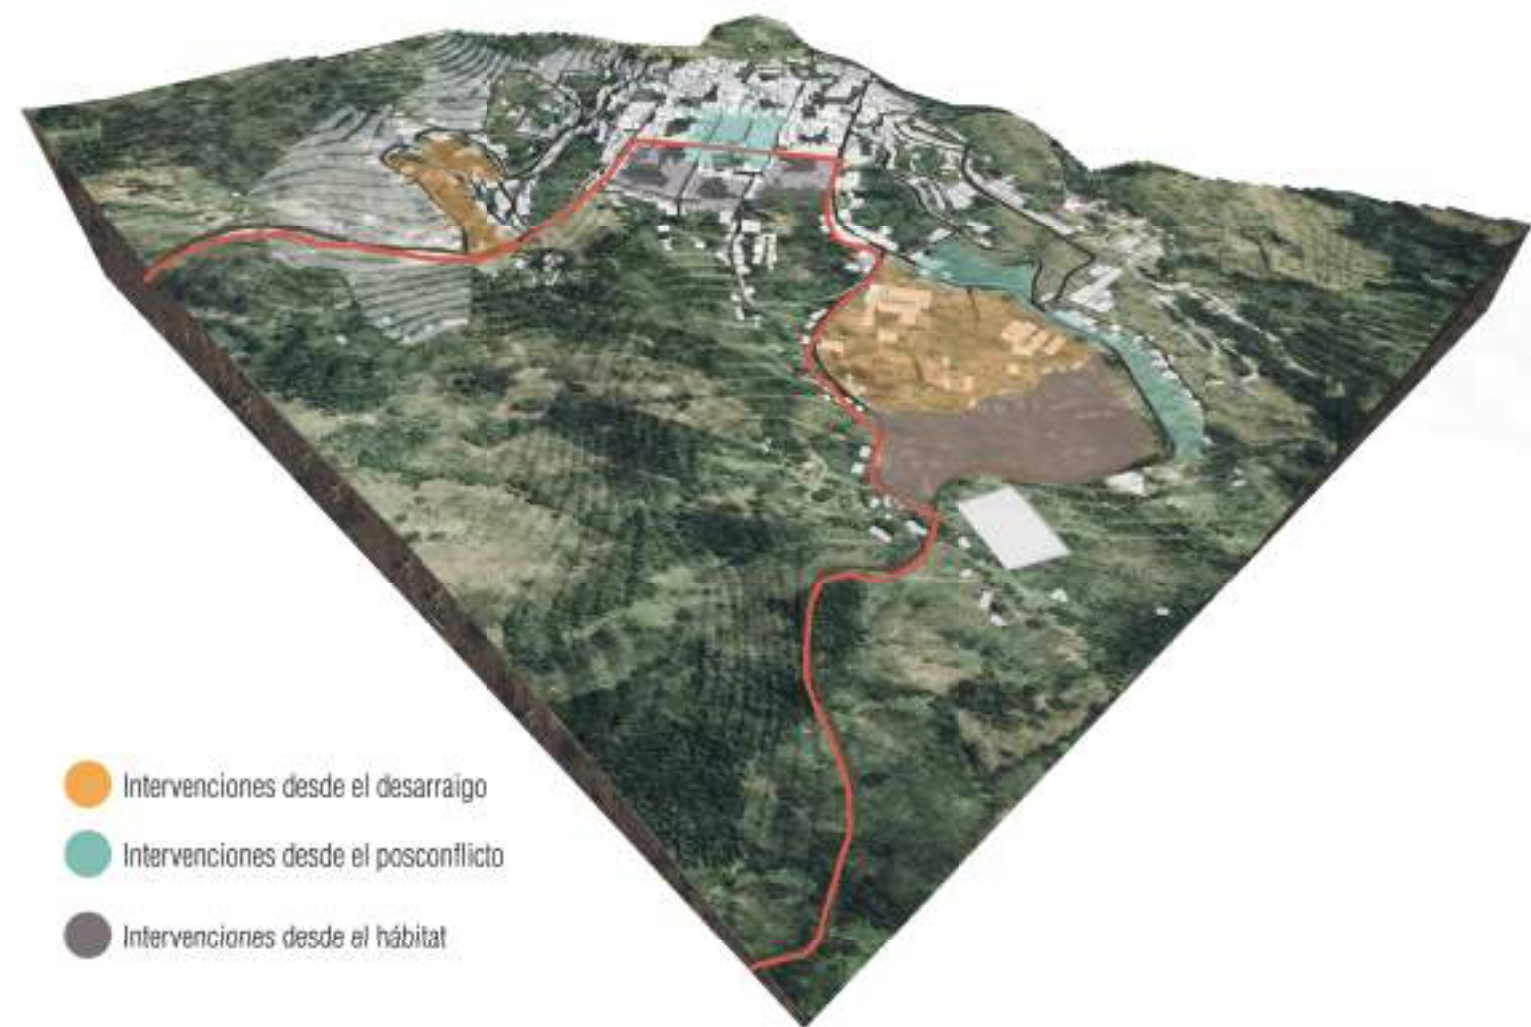 Intervenciones desde el desarraigo
Intervenciones desde el posconflicto
Intervenciones desde el hábitat